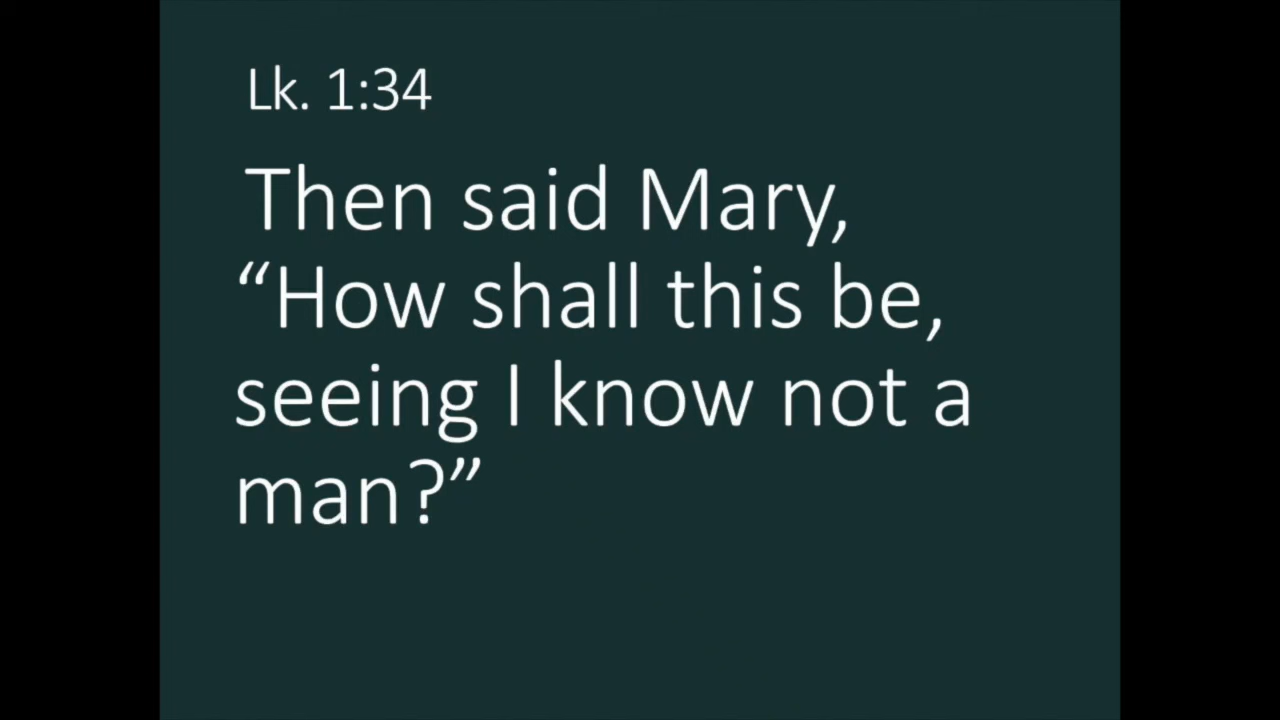 Lk. 1:34
Then said Mary,
“How shall this be,
seeing I know not a
man?”